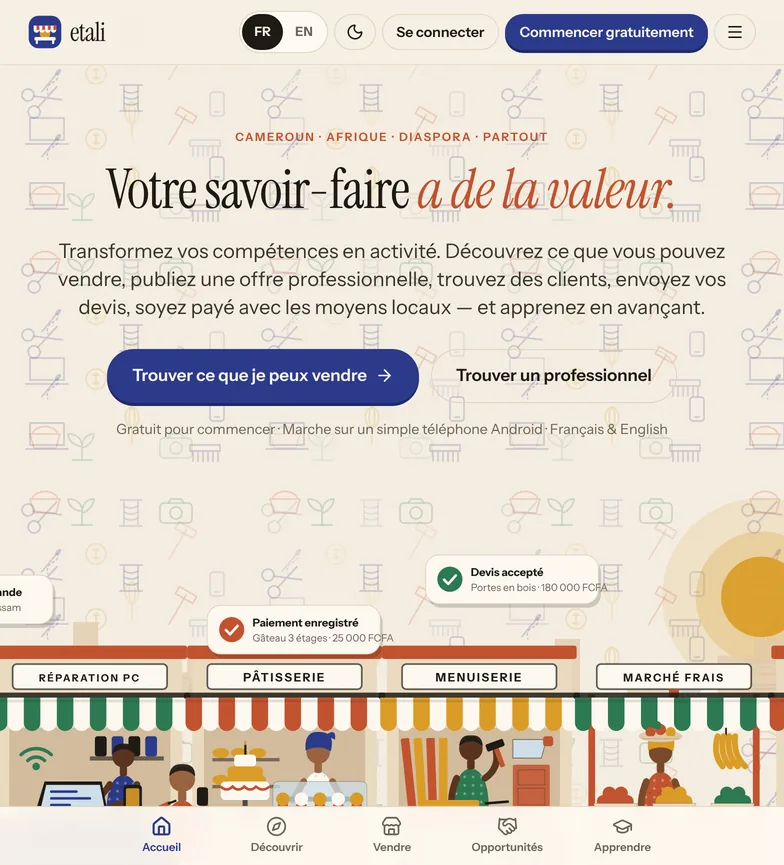 etali
FR EN
Se connecter
Commencer gratuitement
CAMEROUN · AFRIQUE · DIASPORA · PARTOUT
Votre savoir-faire a de la valeur.
Transformez vos compétences en activité. Découvrez ce que vous pouvez
vendre, publiez une offre professionnelle, trouvez des clients, envoyez vos
devis, soyez payé avec les moyens locaux — et apprenez en avançant.
Trouver ce que je peux vendre →
Trouver un professionnel
Gratuit pour commencer · Marche sur un simple téléphone Android · Français & English
Devis accepté
Portes en bois · 180 000 FCFA
Paiement enregistré
Gâteau 3 étages · 25 000 FCFA
RÉPARATION PC
PÂTISSERIE
MENUISERIE
MARCHÉ FRAIS
Accueil
Découvrir
Vendre
Opportunités
Apprendre